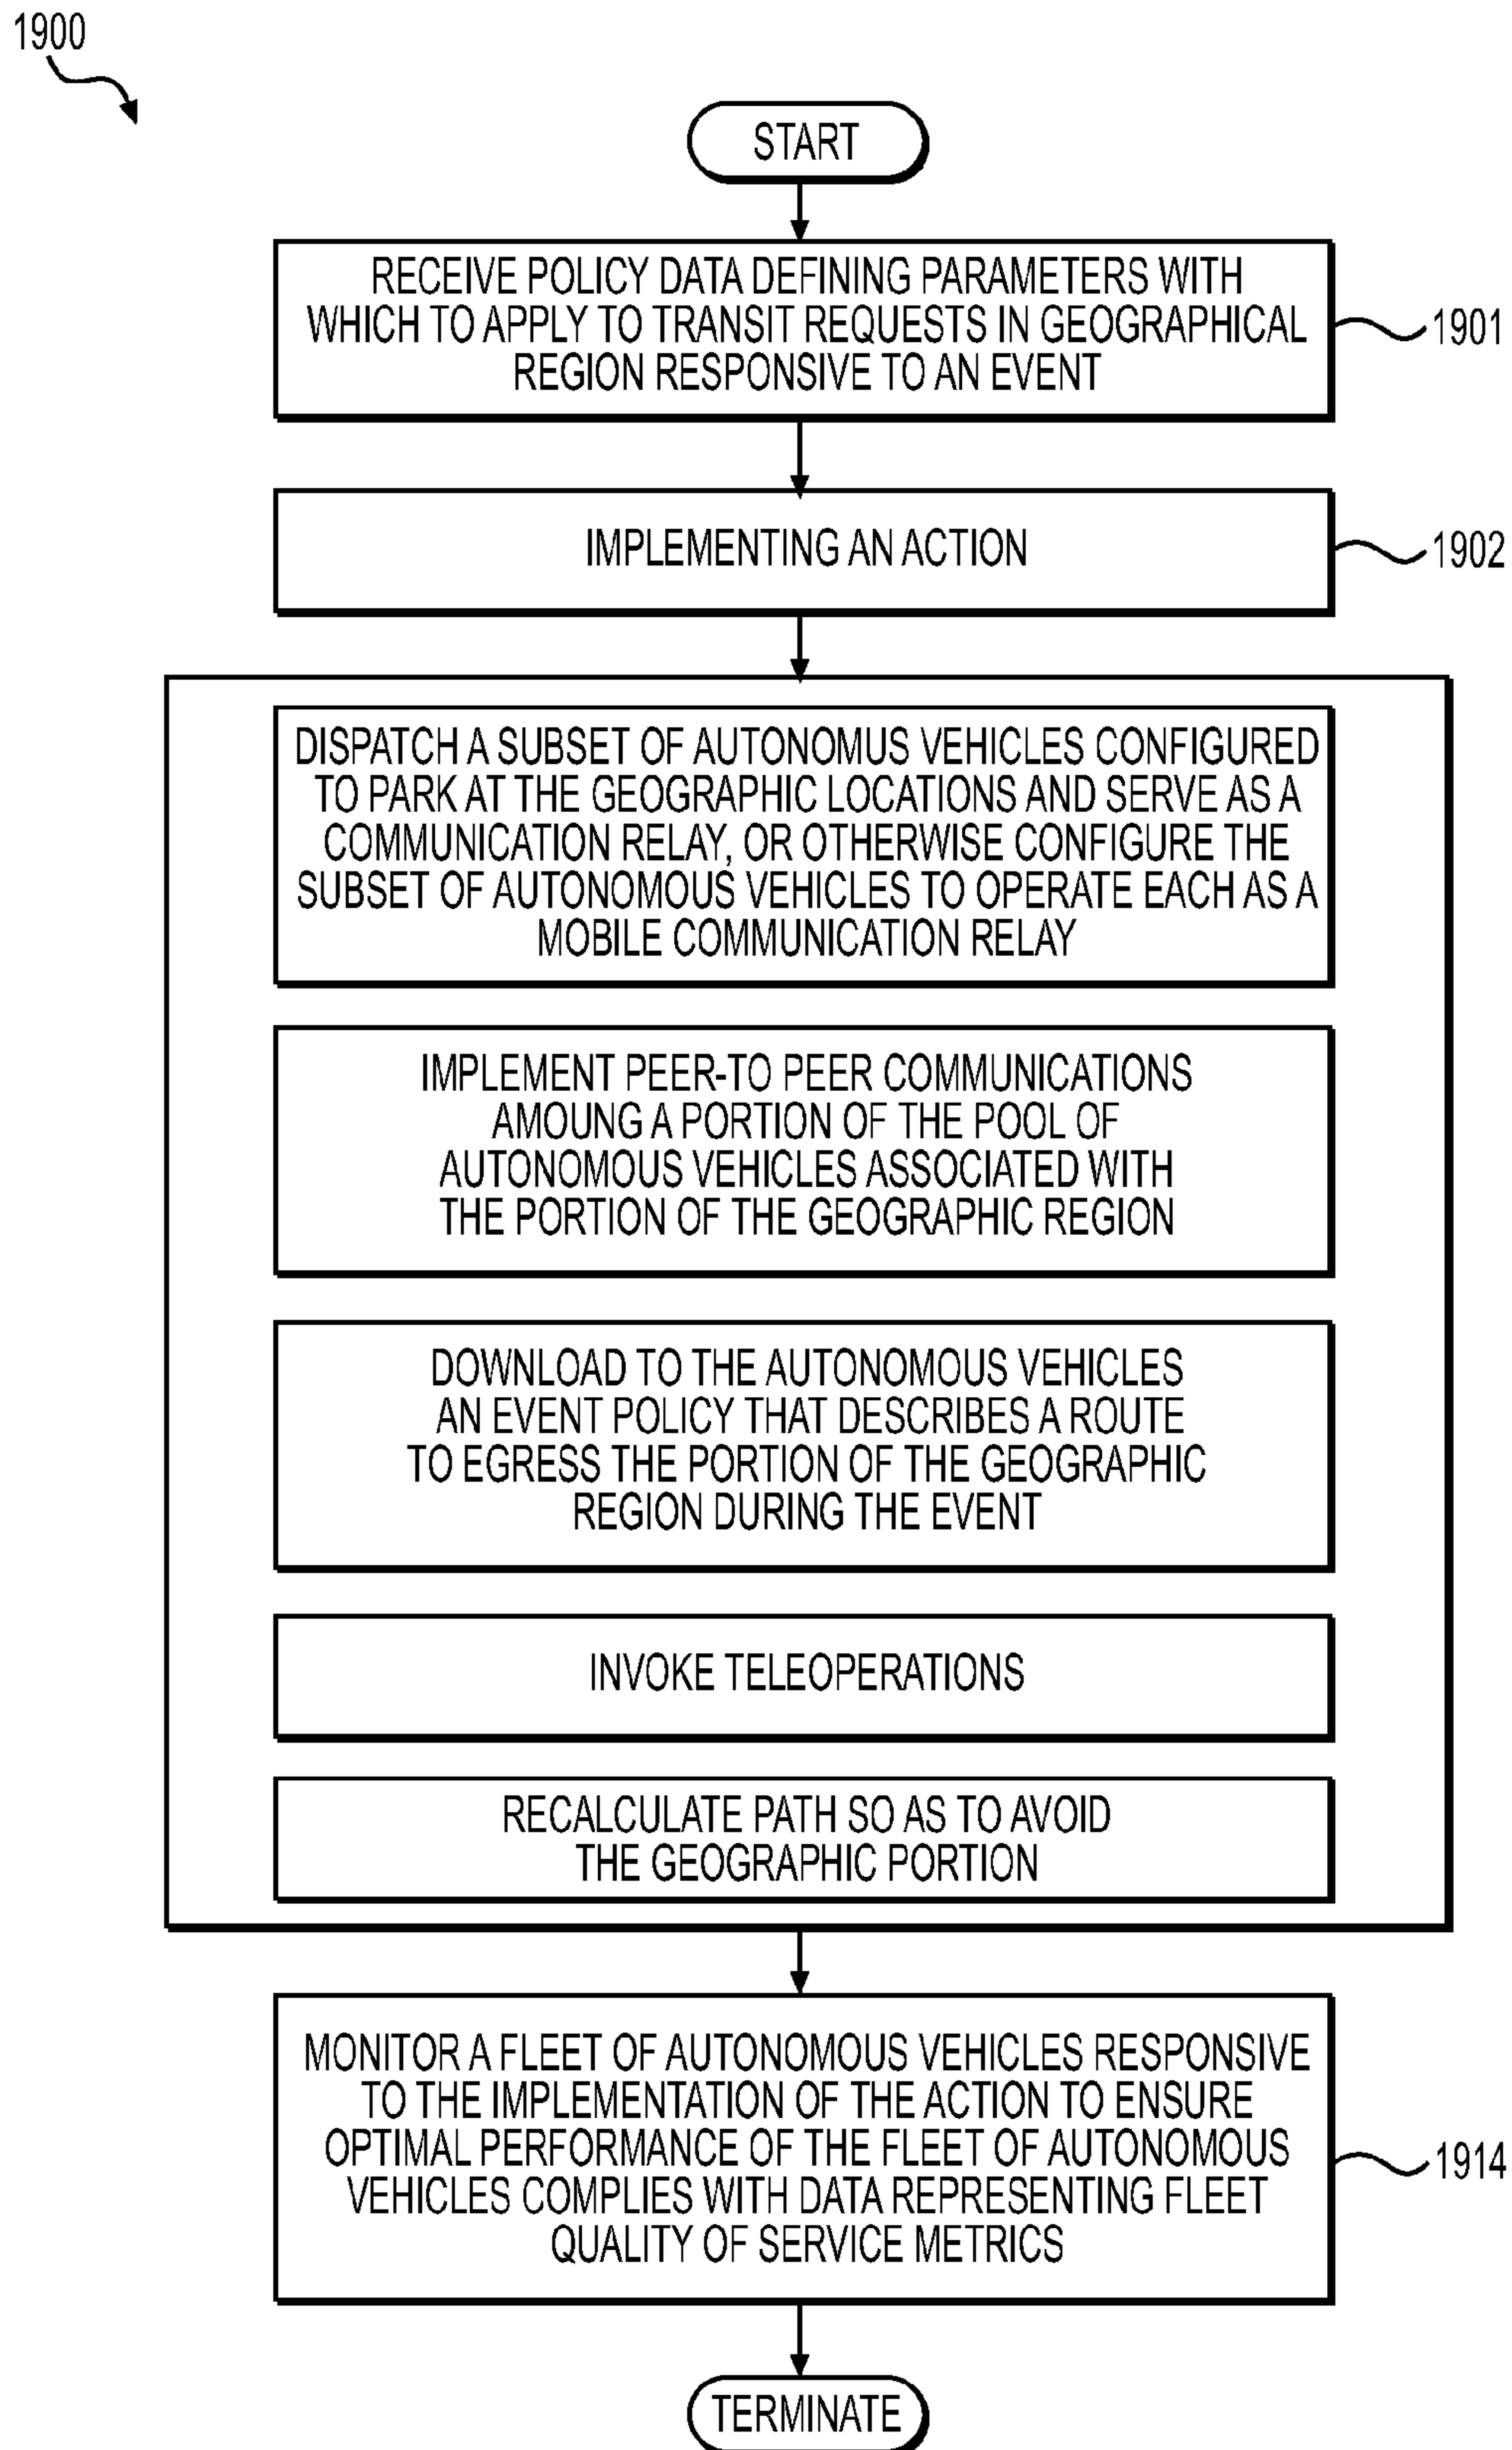 1900
START
RECEIVE POLICY DATA DEFINING PARAMETERS WITH
WHICH TO APPLY TO TRANSIT REQUESTS IN GEOGRAPHICAL
REGION RESPONSIVE TO AN EVENT
1901
IMPLEMENTING AN ACTION
1902
DISPATCH A SUBSET OF AUTONOMUS VEHICLES CONFIGURED
TO PARK AT THE GEOGRAPHIC LOCATIONS AND SERVE AS A
COMMUNICATION RELAY, OR OTHERWISE CONFIGURE THE
SUBSET OF AUTONOMOUS VEHICLES TO OPERATE EACH AS A
MOBILE COMMUNICATION RELAY
IMPLEMENT PEER-TO PEER COMMUNICATIONS
AMOUNG A PORTION OF THE POOL OF
AUTONOMOUS VEHICLES ASSOCIATED WITH
THE PORTION OF THE GEOGRAPHIC REGION
DOWNLOAD TO THE AUTONOMOUS VEHICLES
AN EVENT POLICY THAT DESCRIBES A ROUTE
TO EGRESS THE PORTION OF THE GEOGRAPHIC
REGION DURING THE EVENT
INVOKE TELEOPERATIONS
RECALCULATE PATH SO AS TO AVOID
THE GEOGRAPHIC PORTION
MONITOR A FLEET OF AUTONOMOUS VEHICLES RESPONSIVE
TO THE IMPLEMENTATION OF THE ACTION TO ENSURE
OPTIMAL PERFORMANCE OF THE FLEET OF AUTONOMOUS
VEHICLES COMPLIES WITH DATA REPRESENTING FLEET
QUALITY OF SERVICE METRICS
1914
TERMINATE